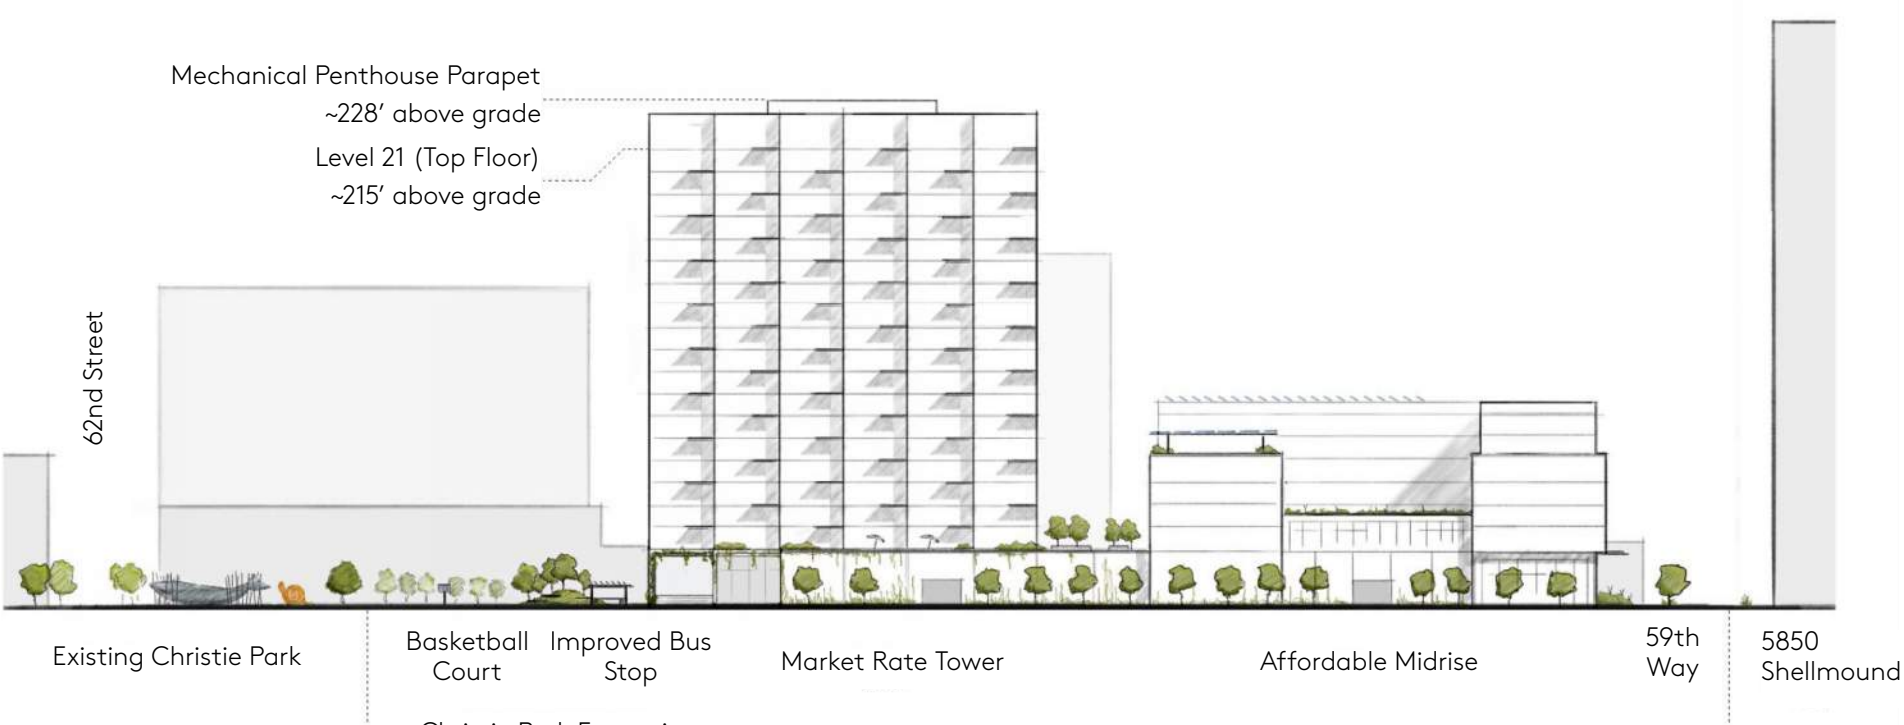 Mechanical Penthouse Parapet
~228' above grade
Level 21 (Top Floor)
~215' above grade
62nd Street
Existing Christie Park
Basketball
Court
Improved Bus
Stop
Market Rate Tower
Affordable Midrise
59th
Way
5850
Shellmound